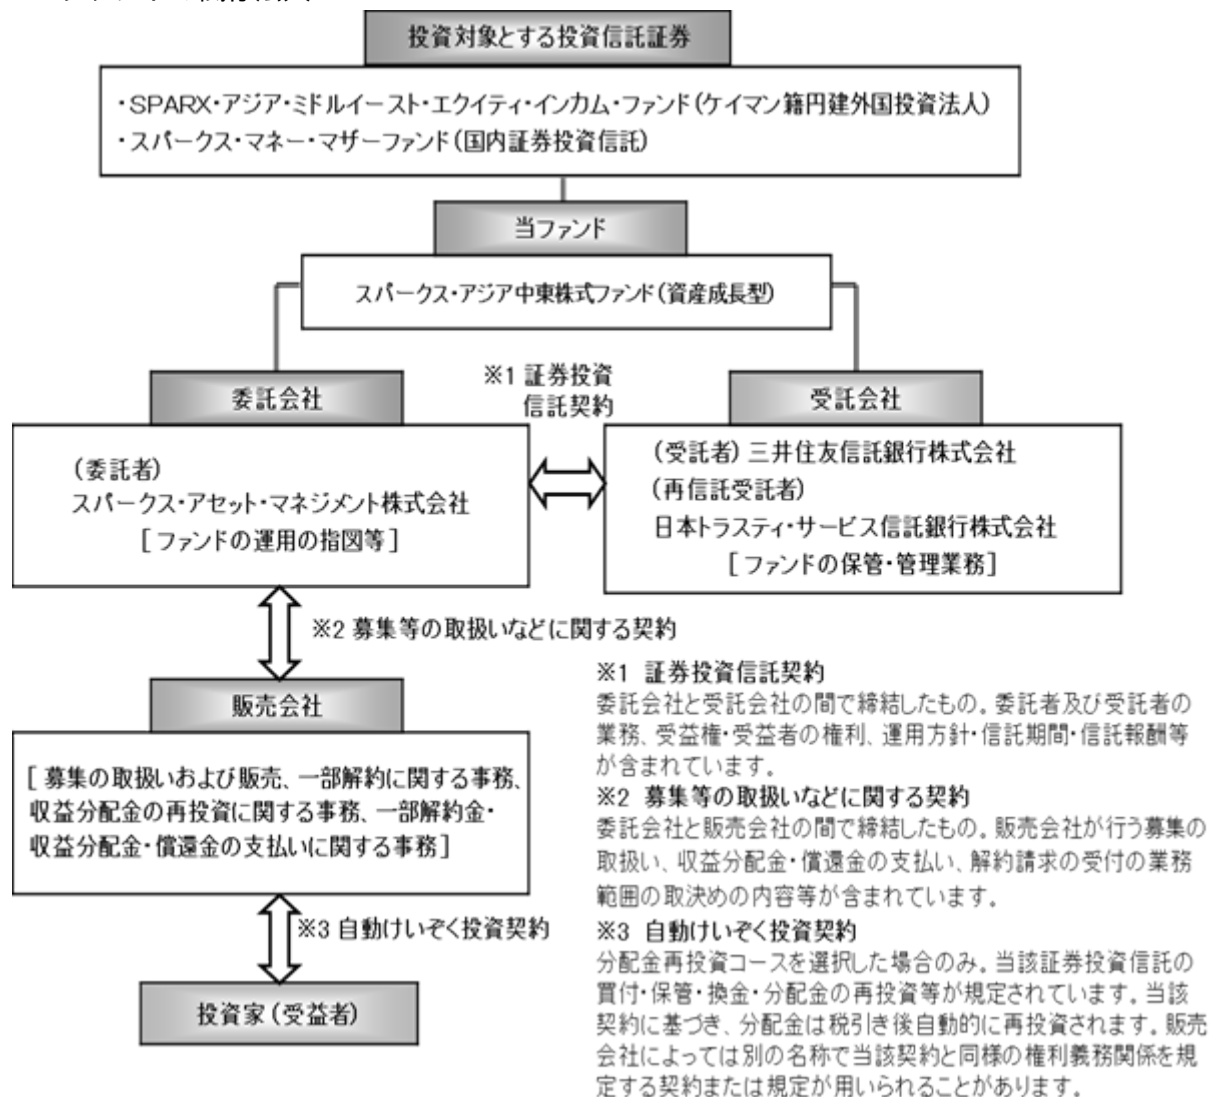 投資対象とする投資信託証券
・SPARX・アジア・ミドルイースト・エクイティ・インカム・ファンド（ケイマン籍円建外国投資法人）
・スパークス・マネー・マザーファンド（国内証券投資信託）
当ファンド
スパークス・アジア中東株式ファンド（資産成長型）
委託会社
（委託者）
スパークス・アセット・マネジメント株式会社
［ファンドの運用の指図等］
※1 証券投資
信託契約
受託会社
（受託者）三井住友信託銀行株式会社
（再信託受託者）
日本トラスティ・サービス信託銀行株式会社
［ファンドの保管・管理業務］
※2 募集等の取扱いなどに関する契約
販売会社
［募集の取扱いおよび販売、一部解約に関する事務、
収益分配金の再投資に関する事務、一部解約金・
収益分配金・償還金の支払いに関する事務］
※3 自動けいぞく投資契約
投資家（受益者）
※1 証券投資信託契約
委託会社と受託会社の間で締結したもの。委託者及び受託者の
業務、受益権・受益者の権利、運用方針・信託期間・信託報酬等
が含まれています。
※2 募集等の取扱いなどに関する契約
委託会社と販売会社の間で締結したもの。販売会社が行う募集の
取扱い、収益分配金・償還金の支払い、解約請求の受付の業務
範囲の取決めの内容等が含まれています。
※3 自動けいぞく投資契約
分配金再投資コースを選択した場合のみ。当該証券投資信託の
買付・保管・換金・分配金の再投資等が規定されています。当該
契約に基づき、分配金は税引き後自動的に再投資されます。販売
会社によっては別の名称で当該契約と同様の権利義務関係を規
定する契約または規定が用いられることがあります。